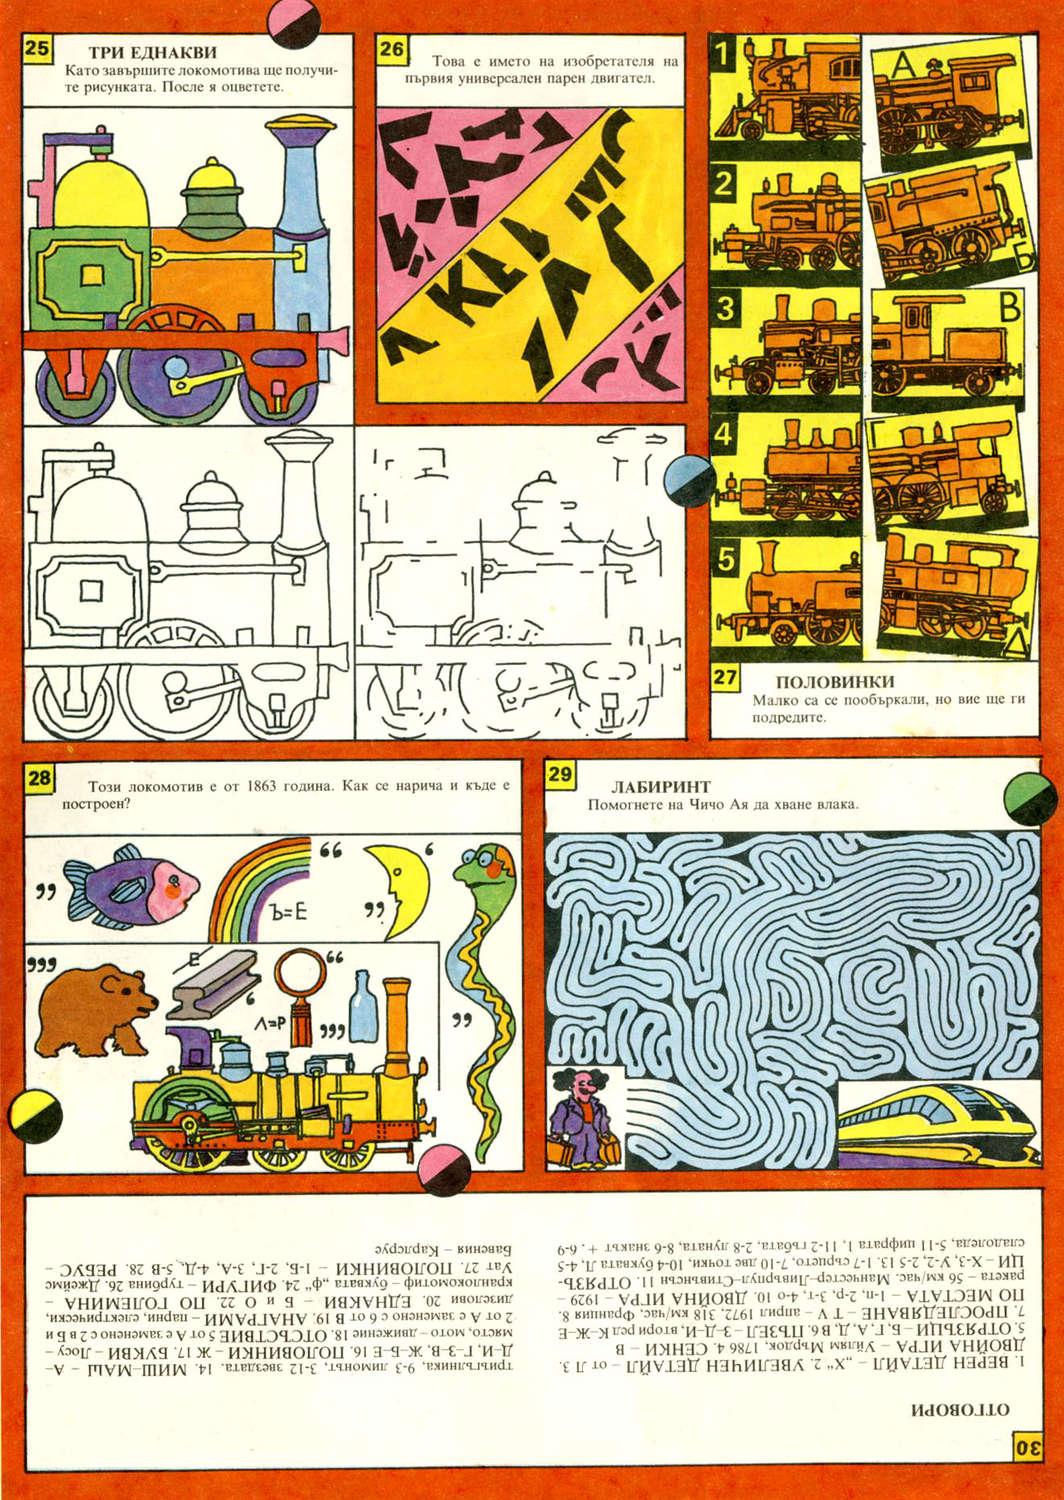 25
ТРИ ЕДНАКВИ
Като завършите локомотива ще получи-
те рисунката. После я оцветете.
26
Това е името на изобретателя на
първия универсален парен двигател.
1
А
2
Б
3
В
4
Г
5
Д
27
ПОЛОВИНКИ
Малко са се пообъркали, но вие ще ги
подредите.
28
Този локомотив е от 1863 година. Как се нарича и къде е
построен?
Ъ=Е
Е
Л=Р
29
ЛАБИРИНТ
Помогнете на Чичо Ая да хване влака.
30
ОТГОВОРИ
1. ВЕРЕН ДЕТАЙЛ – „Х“ 2. УВЕЛИЧЕН ДЕТАЙЛ – от Л 3.
ДВОЙНА ИГРА – Уйлям Мърдок, 1786 4. СЕНКИ – В
5. ОТРЯЗЪЦИ – Б, Г, А, Д, В 6. ПЪЗЕЛ – З–Д–И, втори ред К–Ж–Е
7. ПРОСЛЕДЯВАНЕ – T V – април 1972, 318 км/час, Франция 8.
ПО МЕСТАТА – 1-п, 2-р, 3-т, 4-о 10. ДВОЙНА ИГРА – 1929 –
ракета – 56 км/час, Манчестер–Ливърпул–Стивънсън 11. ОТРЯЗЪ-
ЦИ – Х-3, У-2, 2-5 13. 1-7 сърцето, 7-10 две точки, 10-4 буквата Л, 4-5
сладоледа, 5-11 цифрата 1, 11-2 гъбата, 2-8 луната, 8-6 знакът +, 6-9
триъгълника, 9-3 лимонът, 3-12 звездата. 14. МИШ–МАШ – А–
Д–И, Г–З–В, Ж–Б–Е 16. ПОЛОВИНКИ – Ж 17. БУКВИ – Досу –
място, мото – движение 18. ОТСЪСТВИЕ 5 от А е заменено с 2 в Б и
2 от А е заменено с 6 от В 19. АНАГРАМИ – парни, електрически,
дизелови 20. ЕДНАКВИ – Б и О 22. ПО ГОЛЕМИНА –
кранлокомотиф – буквата „ф“ 24. ФИГУРИ – турбина 26. Джеймс
Уат 27. ПОЛОВИНКИ – 1-Б, 2-Г, 3-А, 4-Д, 5-В 28. РЕБУС –
Бавсния – Карлсруе